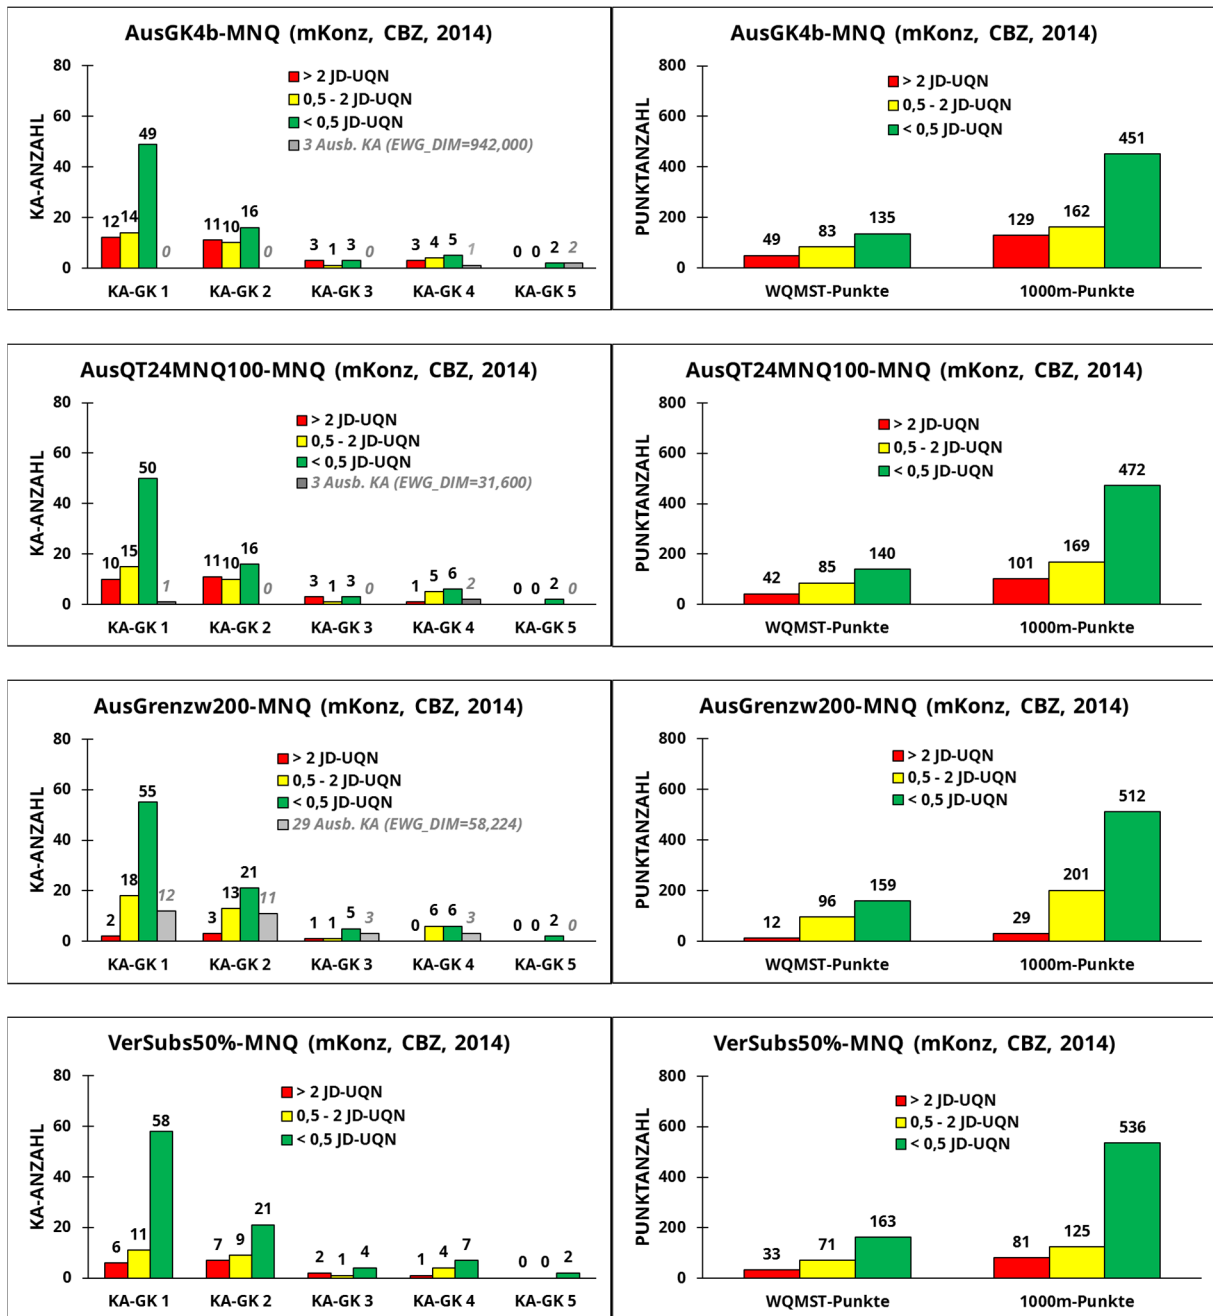 AusGK4b-MNQ (mKonz, CBZ, 2014)
KA-ANZAHL
80
60
40
20
0
> 2 JD-UQN
0,5 - 2 JD-UQN
< 0,5 JD-UQN
3 Ausb. KA (EWG_DIM=942,000)
12 14 49 0
11 10 16 0
3 1 3 0
3 4 5 1
0 0 2 2
KA-GK 1 KA-GK 2 KA-GK 3 KA-GK 4 KA-GK 5
AusGK4b-MNQ (mKonz, CBZ, 2014)
PUNKTANZAHL
800
600
400
200
0
> 2 JD-UQN
0,5 - 2 JD-UQN
< 0,5 JD-UQN
49 83 135
129 162 451
WQMST-Punkte 1000m-Punkte
AusQT24MNQ100-MNQ (mKonz, CBZ, 2014)
KA-ANZAHL
80
60
40
20
0
> 2 JD-UQN
0,5 - 2 JD-UQN
< 0,5 JD-UQN
3 Ausb. KA (EWG_DIM=31,600)
10 15 50 1
11 10 16 0
3 1 3 0
1 5 6 2
0 0 2 0
KA-GK 1 KA-GK 2 KA-GK 3 KA-GK 4 KA-GK 5
AusQT24MNQ100-MNQ (mKonz, CBZ, 2014)
PUNKTANZAHL
800
600
400
200
0
> 2 JD-UQN
0,5 - 2 JD-UQN
< 0,5 JD-UQN
42 85 140
101 169 472
WQMST-Punkte 1000m-Punkte
AusGrenzw200-MNQ (mKonz, CBZ, 2014)
KA-ANZAHL
80
60
40
20
0
> 2 JD-UQN
0,5 - 2 JD-UQN
< 0,5 JD-UQN
29 Ausb. KA (EWG_DIM=58,224)
2 18 55 12
3 13 21 11
1 1 5 3
0 6 6 3
0 0 2 0
KA-GK 1 KA-GK 2 KA-GK 3 KA-GK 4 KA-GK 5
AusGrenzw200-MNQ (mKonz, CBZ, 2014)
PUNKTANZAHL
800
600
400
200
0
> 2 JD-UQN
0,5 - 2 JD-UQN
< 0,5 JD-UQN
12 96 159
29 201 512
WQMST-Punkte 1000m-Punkte
VerSubs50%-MNQ (mKonz, CBZ, 2014)
KA-ANZAHL
80
60
40
20
0
> 2 JD-UQN
0,5 - 2 JD-UQN
< 0,5 JD-UQN
6 11 58
7 9 21
2 1 4
1 4 7
0 0 2
KA-GK 1 KA-GK 2 KA-GK 3 KA-GK 4 KA-GK 5
VerSubs50%-MNQ (mKonz, CBZ, 2014)
PUNKTANZAHL
800
600
400
200
0
> 2 JD-UQN
0,5 - 2 JD-UQN
< 0,5 JD-UQN
33 71 163
81 125 536
WQMST-Punkte 1000m-Punkte